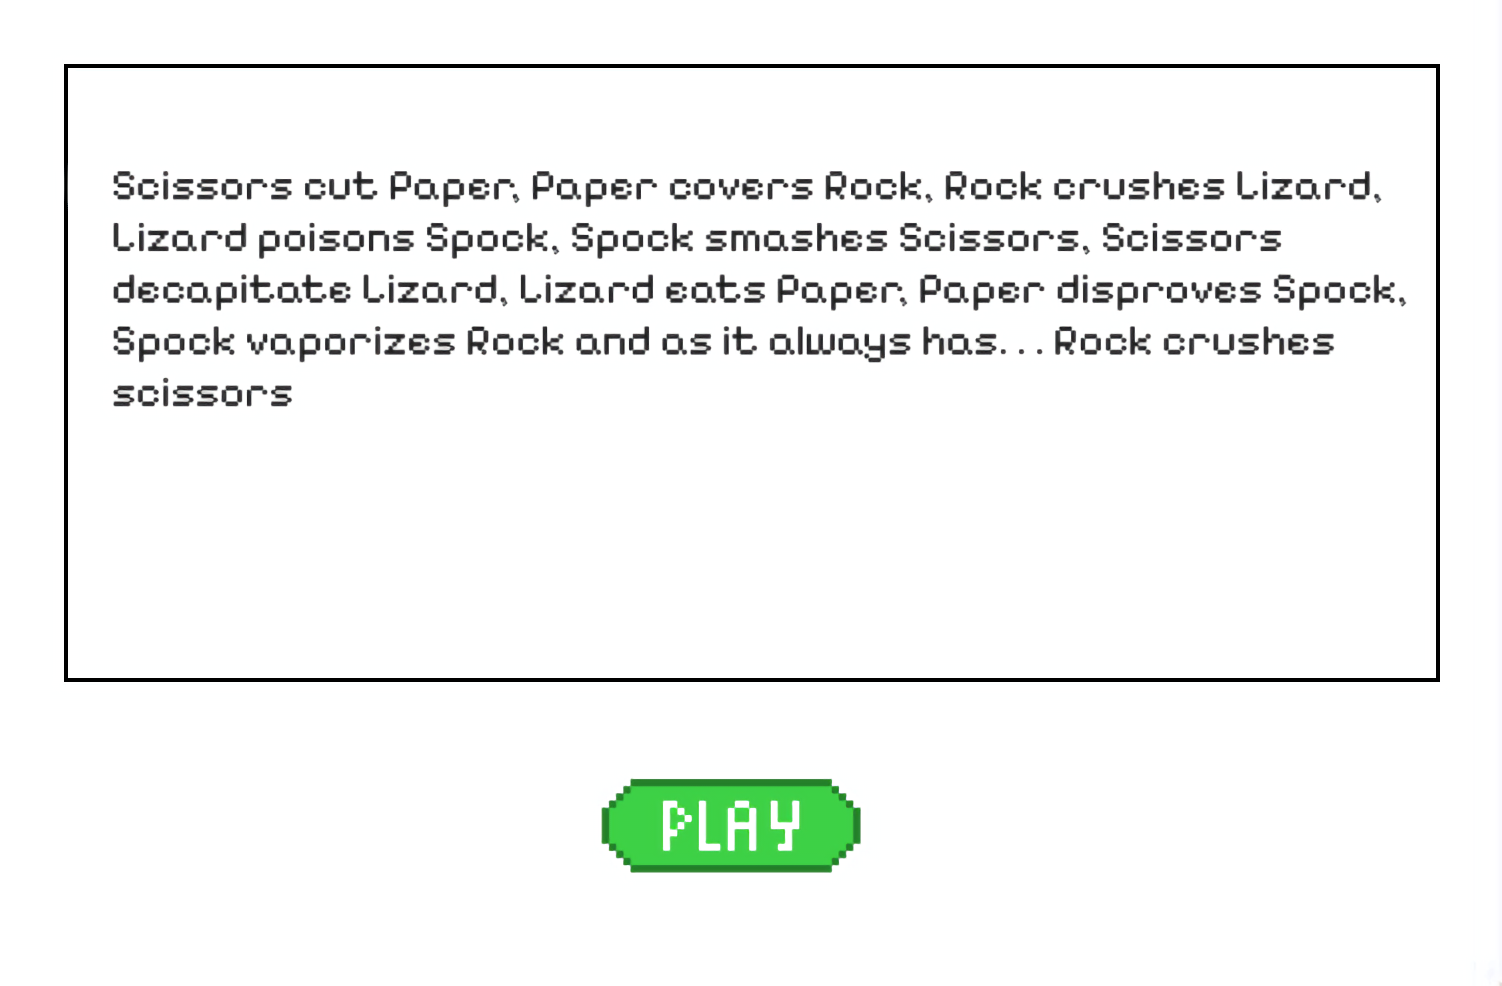 Scissors cut Paper, Paper covers Rock, Rock crushes Lizard,
Lizard poisons Spock, Spock smashes Scissors, Scissors
decapitate Lizard, Lizard eats Paper, Paper disproves Spock,
Spock vaporizes Rock and as it always has... Rock crushes
scissors
PLAY